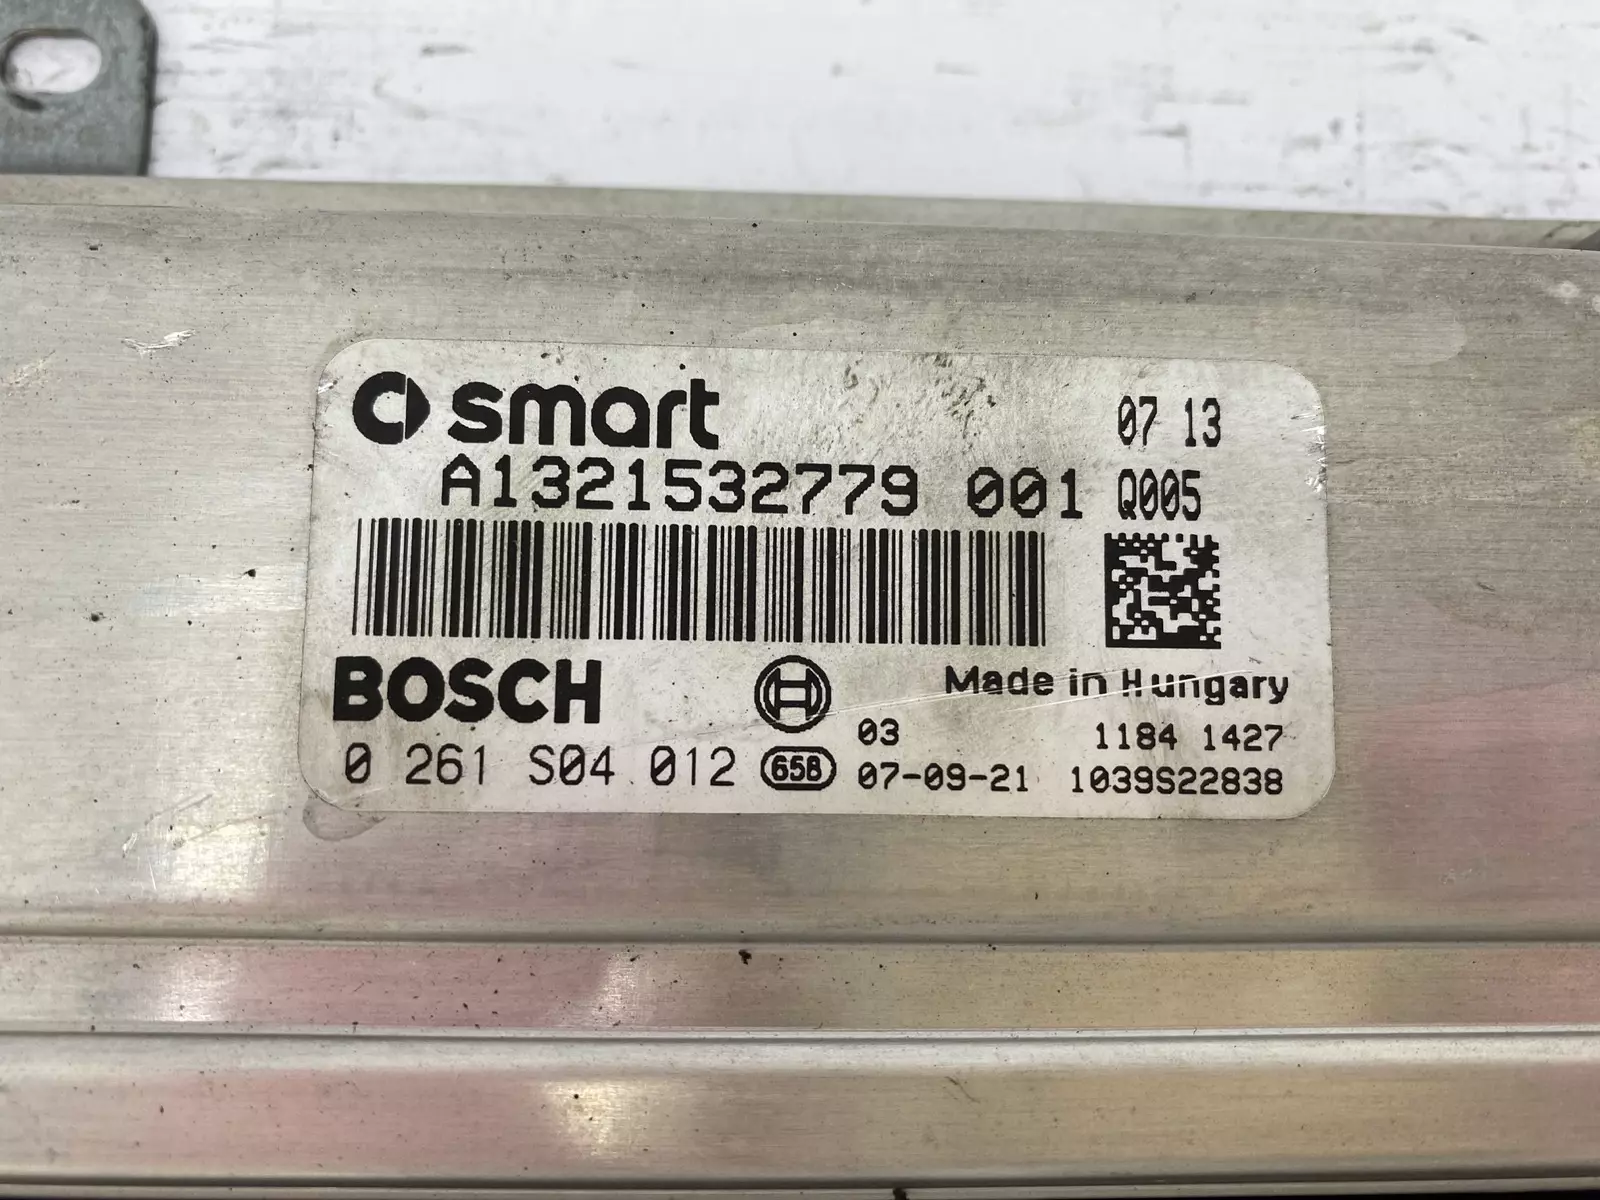 smart 07 13
A1321532779 001 Q005
BOSCH Made in Hungary
03 1184 1427
0 261 S04 012 658 07-09-21 1039S22838